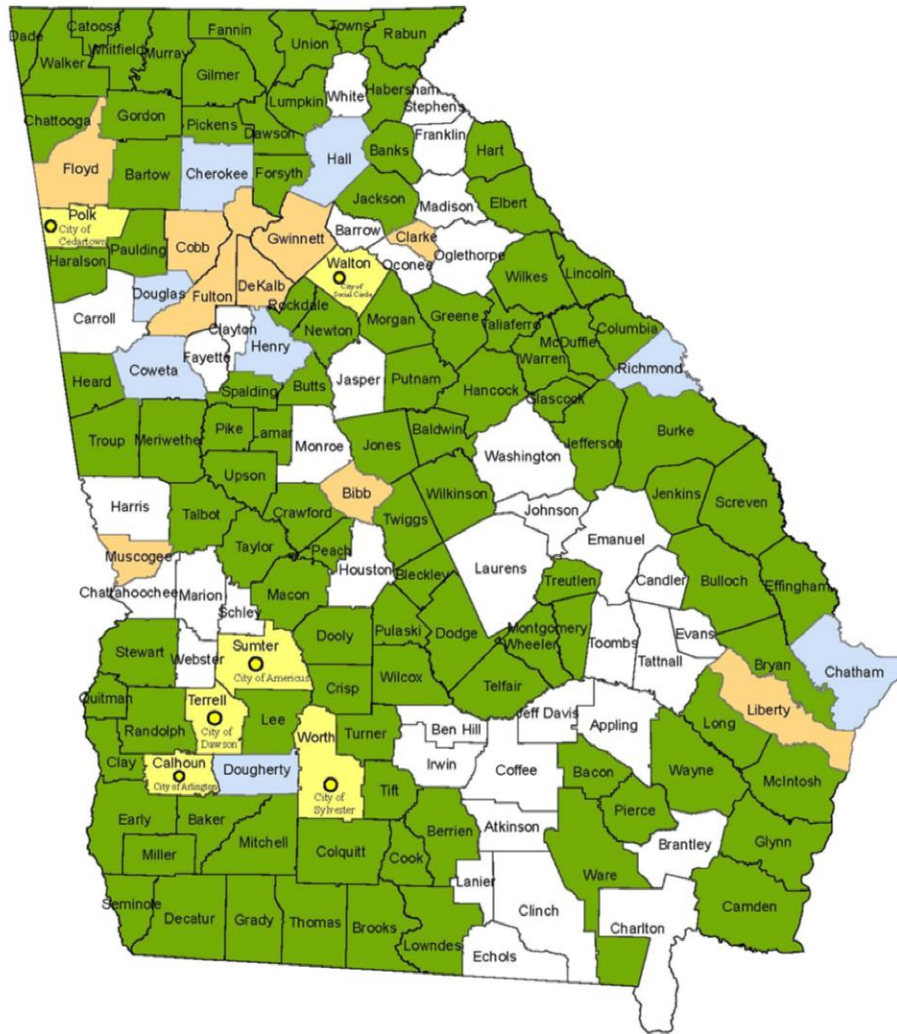 Dade
Catoosa
Whitfield
Walker
Murray
Fannin
Union
Towns
Rabun
Gilmer
White
Habersham
Stephens
Lumpkin
Chattooga
Gordon
Pickens
Dawson
Franklin
Hall
Banks
Hart
Floyd
Bartow
Cherokee
Forsyth
Jackson
Madison
Elbert
Polk
City of
Cedartown
Paulding
Cobb
Gwinnett
Barrow
Clarke
Oglethorpe
Oconee
Haralson
Douglas
Fulton
DeKalb
Walton
City of
Social Circle
Wilkes
Lincoln
Carroll
Clayton
Rockdale
Newton
Morgan
Greene
Taliaferro
McDuffie
Columbia
Fayette
Henry
Warren
Richmond
Heard
Coweta
Spalding
Butts
Jasper
Putnam
Hancock
Glascock
Troup
Meriwethe
Pike
Lamar
Monroe
Jones
Baldwin
Washington
Jefferson
Burke
Upson
Bibb
Wilkinson
Jenkins
Screven
Harris
Talbot
Crawford
Twiggs
Johnson
Emanuel
Muscogee
Taylor
Peach
Houston
Bleckley
Laurens
Treutlen
Candler
Bulloch
Effingham
Chattahoochee
Marion
Schley
Macon
Dooly
Pulaski
Dodge
Montgomery
Wheeler
Toombs
Evans
Tattnall
Bryan
Chatham
Stewart
Webster
Sumter
City of Americus
Crisp
Wilcox
Telfair
Liberty
Quitman
Randolph
Terrell
City of
Dawson
Lee
Worth
City of
Sylvester
Turner
Ben Hill
Jeff Davis
Appling
Long
Irwin
Coffee
Bacon
Wayne
McIntosh
Clay
Calhoun
City of Arlington
Dougherty
Tift
Early
Baker
Mitchell
Berrien
Atkinson
Pierce
Brantley
Glynn
Miller
Colquitt
Cook
Lanier
Ware
Clinch
Charlton
Camden
Seminole
Decatur
Grady
Thomas
Brooks
Lowndes
Echols